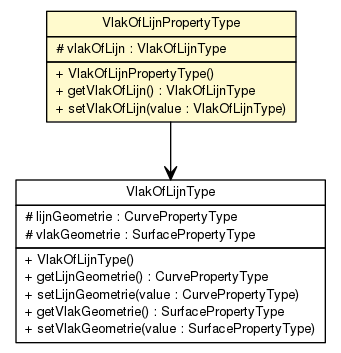 VlakOfLijnPropertyType
# vlakOfLijn : VlakOfLijnType
+ VlakOfLijnPropertyType()
+ getVlakOfLijn() : VlakOfLijnType
+ setVlakOfLijn(value : VlakOfLijnType)
VlakOfLijnType
# lijnGeometrie : CurvePropertyType
# vlakGeometrie : SurfacePropertyType
+ VlakOfLijnType()
+ getLijnGeometrie() : CurvePropertyType
+ setLijnGeometrie(value : CurvePropertyType)
+ getVlakGeometrie() : SurfacePropertyType
+ setVlakGeometrie(value : SurfacePropertyType)